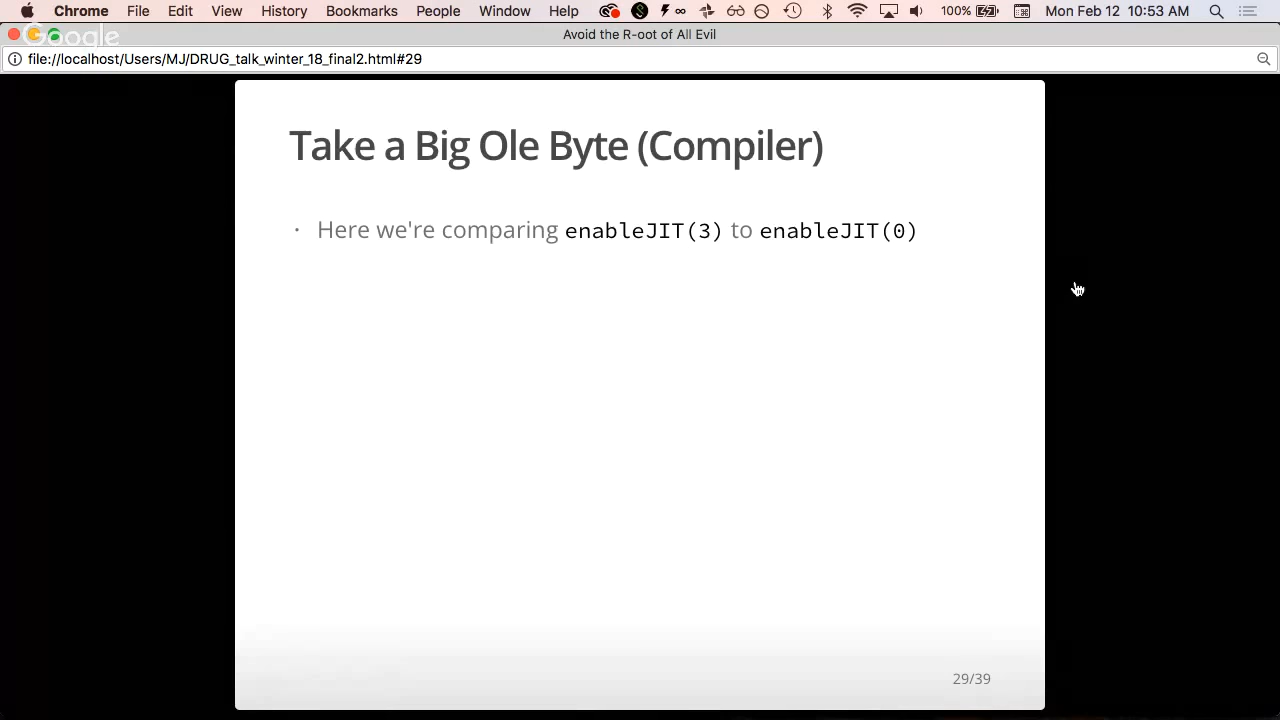 Chrome File Edit View History Bookmarks People Window Help 100% Mon Feb 12 10:53 AM
Google
Avoid the R-oot of All Evil
file://localhost/Users/MJ/DRUG_talk_winter_18_final2.html#29
Take a Big Ole Byte (Compiler)
· Here we're comparing enableJIT(3) to enableJIT(0)
29/39